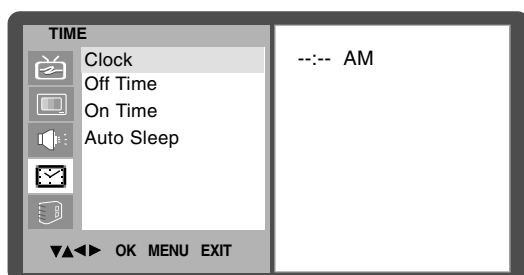 TIME
Clock
Off Time
On Time
Auto Sleep
--:-- AM
▼▲◀▶ OK MENU EXIT